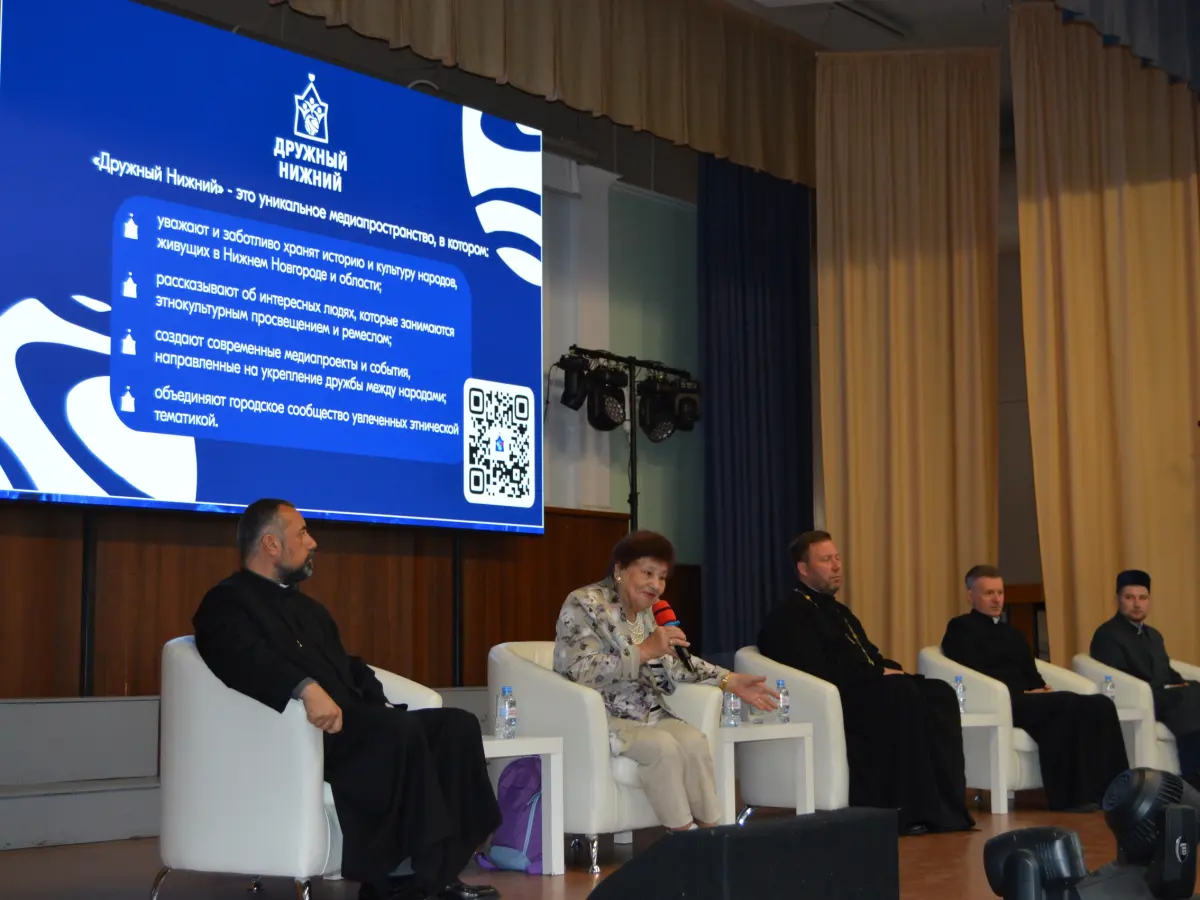 ДРУЖНЫЙ
НИЖНИЙ
«Дружный Нижний» - это уникальное медиапространство, в котором:
уважают и заботливо хранят историю и культуру народов,
живущих в Нижнем Новгороде и области;
рассказывают об интересных людях, которые занимаются
этнокультурным просвещением и ремеслом;
создают современные медиапроекты и события,
направленные на укрепление дружбы между народами;
объединяют городское сообщество увлеченных этнической
тематикой.